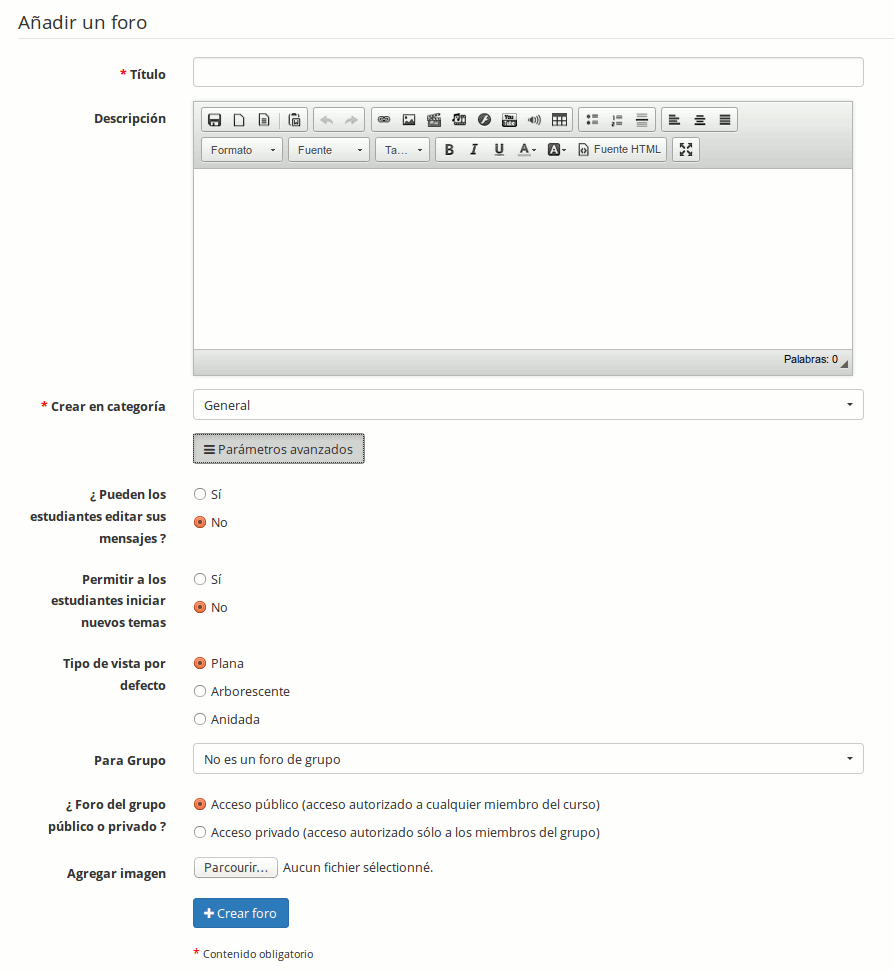 Añadir un foro
* Título
Descripción
Formato Fuente Ta... B I U A A Fuente HTML
Palabras: 0
* Crear en categoría General
Parámetros avanzados
¿ Pueden los
estudiantes editar sus
mensajes ?
Sí
No
Permitir a los
estudiantes iniciar
nuevos temas
Sí
No
Tipo de vista por
defecto
Plana
Arborescente
Anidada
Para Grupo No es un foro de grupo
¿ Foro del grupo
público o privado ?
Acceso público (acceso autorizado a cualquier miembro del curso)
Acceso privado (acceso autorizado sólo a los miembros del grupo)
Agregar imagen Parcourir... Aucun fichier sélectionné.
Crear foro
* Contenido obligatorio